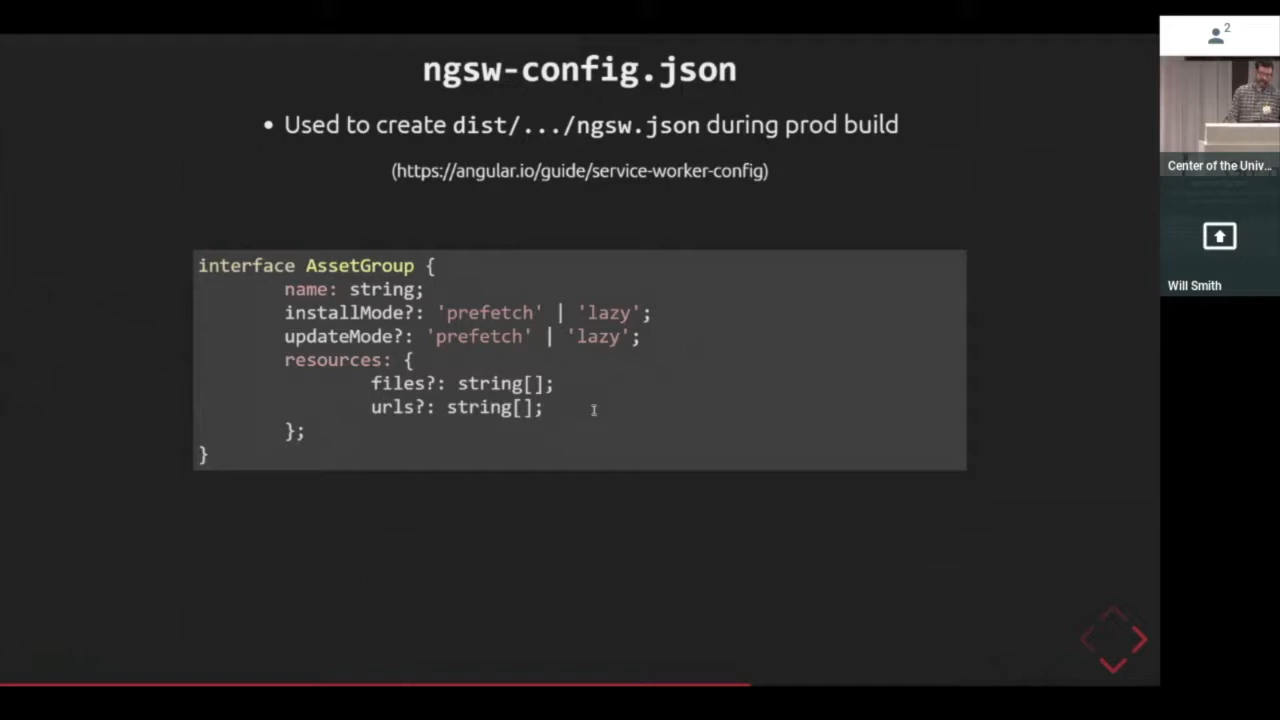 ngsw-config.json
• Used to create dist/.../ngsw.json during prod build
(https://angular.io/guide/service-worker-config)
interface AssetGroup {
name: string;
installMode?: 'prefetch' | 'lazy';
updateMode?: 'prefetch' | 'lazy';
resources: {
files?: string[];
urls?: string[];
};
}
2
Center of the Univ...
Will Smith